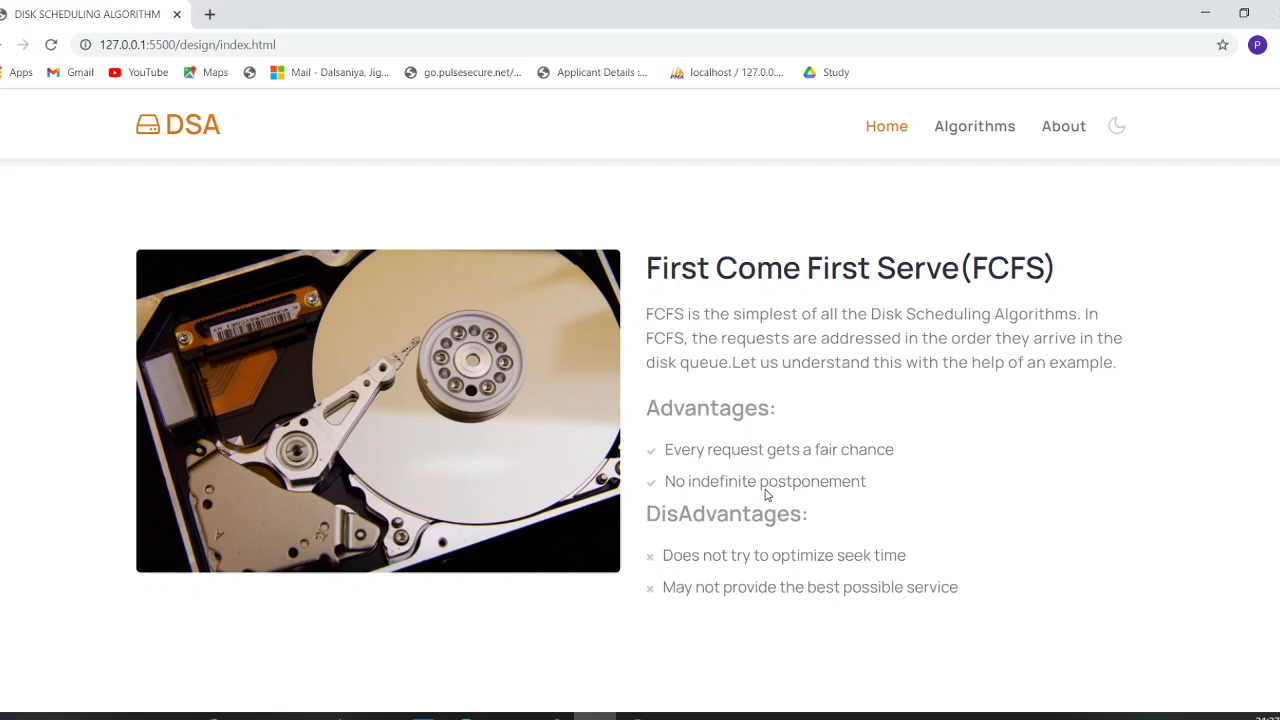 DISK SCHEDULING ALGORITHM
127.0.0.1:5500/design/index.html
P
Apps
Gmail
YouTube
Maps
Mail - Dalsaniya, Jig...
go.pulsesecure.net/...
Applicant Details :...
localhost / 127.0.0....
Study
DSA
Home
Algorithms
About
First Come First Serve(FCFS)
FCFS is the simplest of all the Disk Scheduling Algorithms. In
FCFS, the requests are addressed in the order they arrive in the
disk queue.Let us understand this with the help of an example.
Advantages:
Every request gets a fair chance
No indefinite postponement
DisAdvantages:
Does not try to optimize seek time
May not provide the best possible service